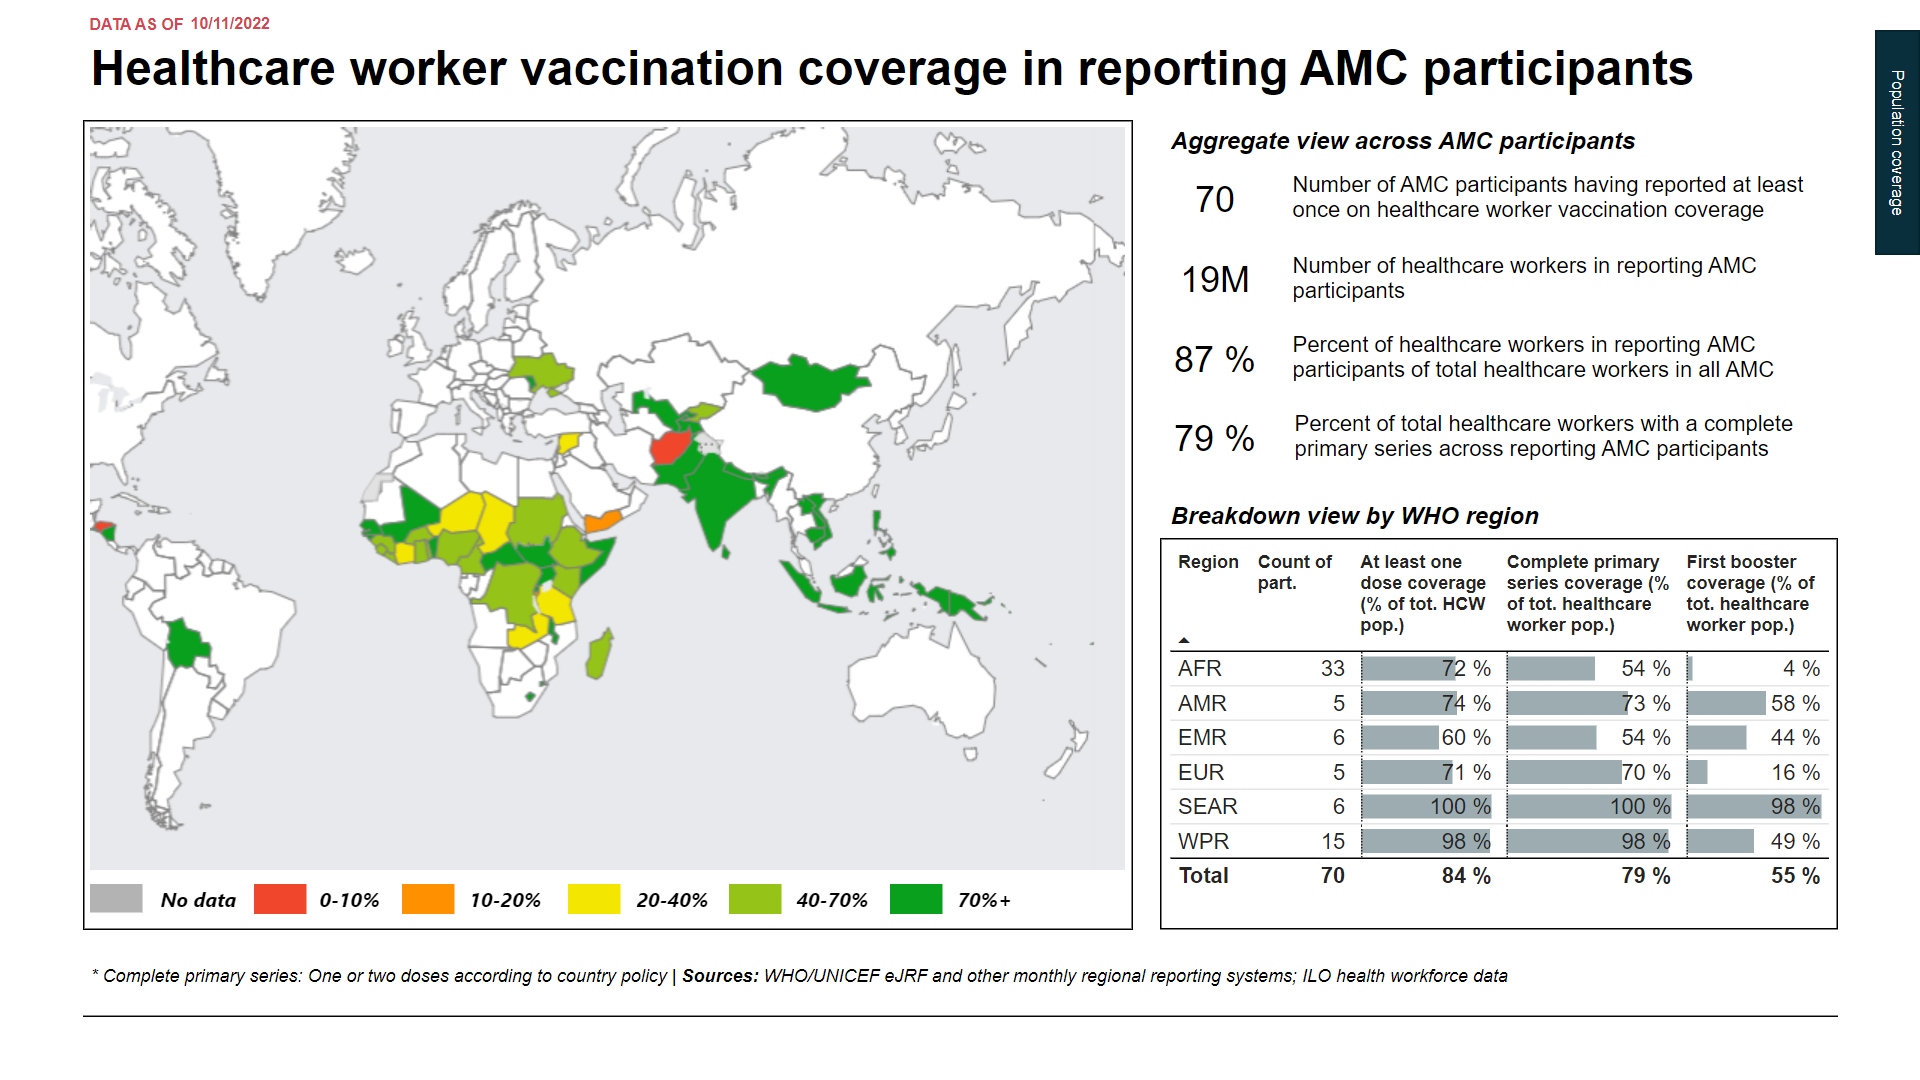 DATA AS OF 10/11/2022
Healthcare worker vaccination coverage in reporting AMC participants
Population coverage
Aggregate view across AMC participants
70
Number of AMC participants having reported at least
once on healthcare worker vaccination coverage
19M
Number of healthcare workers in reporting AMC
participants
87 %
Percent of healthcare workers in reporting AMC
participants of total healthcare workers in all AMC
79 %
Percent of total healthcare workers with a complete
primary series across reporting AMC participants
Breakdown view by WHO region
Region Count of At least one Complete primary First booster
part. dose coverage series coverage (% coverage (% of
(% of tot. HCW of tot. healthcare tot. healthcare
pop.) worker pop.) worker pop.)
AFR 33 72 % 54 % 4 %
AMR 5 74 % 73 % 58 %
EMR 6 60 % 54 % 44 %
EUR 5 71 % 70 % 16 %
SEAR 6 100 % 100 % 98 %
WPR 15 98 % 98 % 49 %
Total 70 84 % 79 % 55 %
No data 0-10% 10-20% 20-40% 40-70% 70%+
* Complete primary series: One or two doses according to country policy | Sources: WHO/UNICEF eJRF and other monthly regional reporting systems; ILO health workforce data